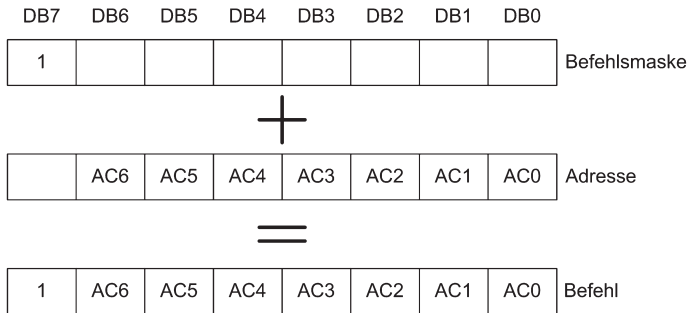 DB7 DB6 DB5 DB4 DB3 DB2 DB1 DB0
1 Befehlsmaske
+
AC6 AC5 AC4 AC3 AC2 AC1 AC0 Adresse
=
1 AC6 AC5 AC4 AC3 AC2 AC1 AC0 Befehl